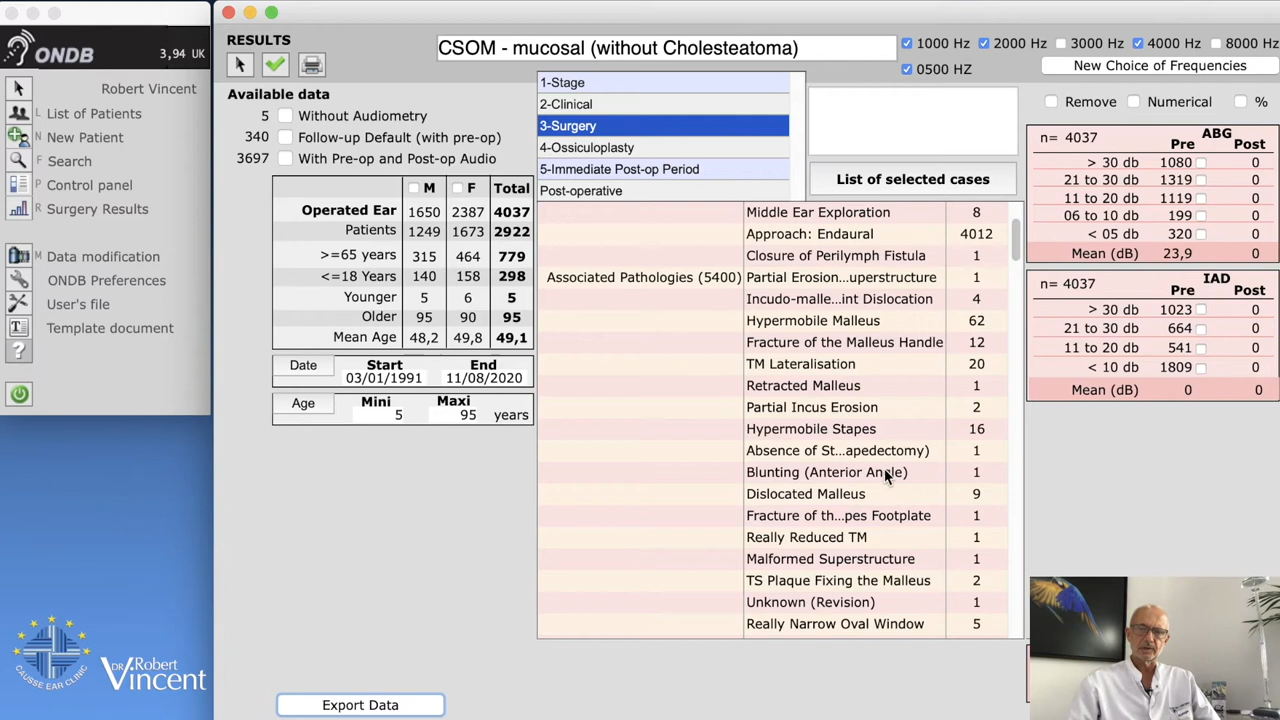 ONDB
3,94 UK
Robert Vincent
L List of Patients
N New Patient
F Search
P Control panel
R Surgery Results
M Data modification
ONDB Preferences
User's file
Template document
?
CAUSSE EAR CLINIC
DR Robert
Vincent
RESULTS
CSOM - mucosal (without Cholesteatoma)
1000 Hz
2000 Hz
3000 Hz
4000 Hz
8000 Hz
0500 HZ
New Choice of Frequencies
Available data
5 Without Audiometry
340 Follow-up Default (with pre-op)
3697 With Pre-op and Post-op Audio
M F Total
Operated Ear 1650 2387 4037
Patients 1249 1673 2922
>=65 years 315 464 779
<=18 Years 140 158 298
Younger 5 6 5
Older 95 90 95
Mean Age 48,2 49,8 49,1
Date Start End
03/01/1991 11/08/2020
Age Mini Maxi
5 95 years
Export Data
1-Stage
2-Clinical
3-Surgery
4-Ossiculoplasty
5-Immediate Post-op Period
Post-operative
List of selected cases
Middle Ear Exploration 8
Approach: Endaural 4012
Closure of Perilymph Fistula 1
Associated Pathologies (5400) Partial Erosion...uperstructure 1
Incudo-malle...int Dislocation 4
Hypermobile Malleus 62
Fracture of the Malleus Handle 12
TM Lateralisation 20
Retracted Malleus 1
Partial Incus Erosion 2
Hypermobile Stapes 16
Absence of St...apedectomy) 1
Blunting (Anterior Angle) 1
Dislocated Malleus 9
Fracture of th...pes Footplate 1
Really Reduced TM 1
Malformed Superstructure 1
TS Plaque Fixing the Malleus 2
Unknown (Revision) 1
Really Narrow Oval Window 5
Remove Numerical %
n= 4037 ABG
Pre Post
> 30 db 1080 0
21 to 30 db 1319 0
11 to 20 db 1119 0
06 to 10 db 199 0
< 05 db 320 0
Mean (dB) 23,9
n= 4037 IAD
Pre Post
> 30 db 1023 0
21 to 30 db 664 0
11 to 20 db 541 0
< 10 db 1809 0
Mean (dB) 0 0